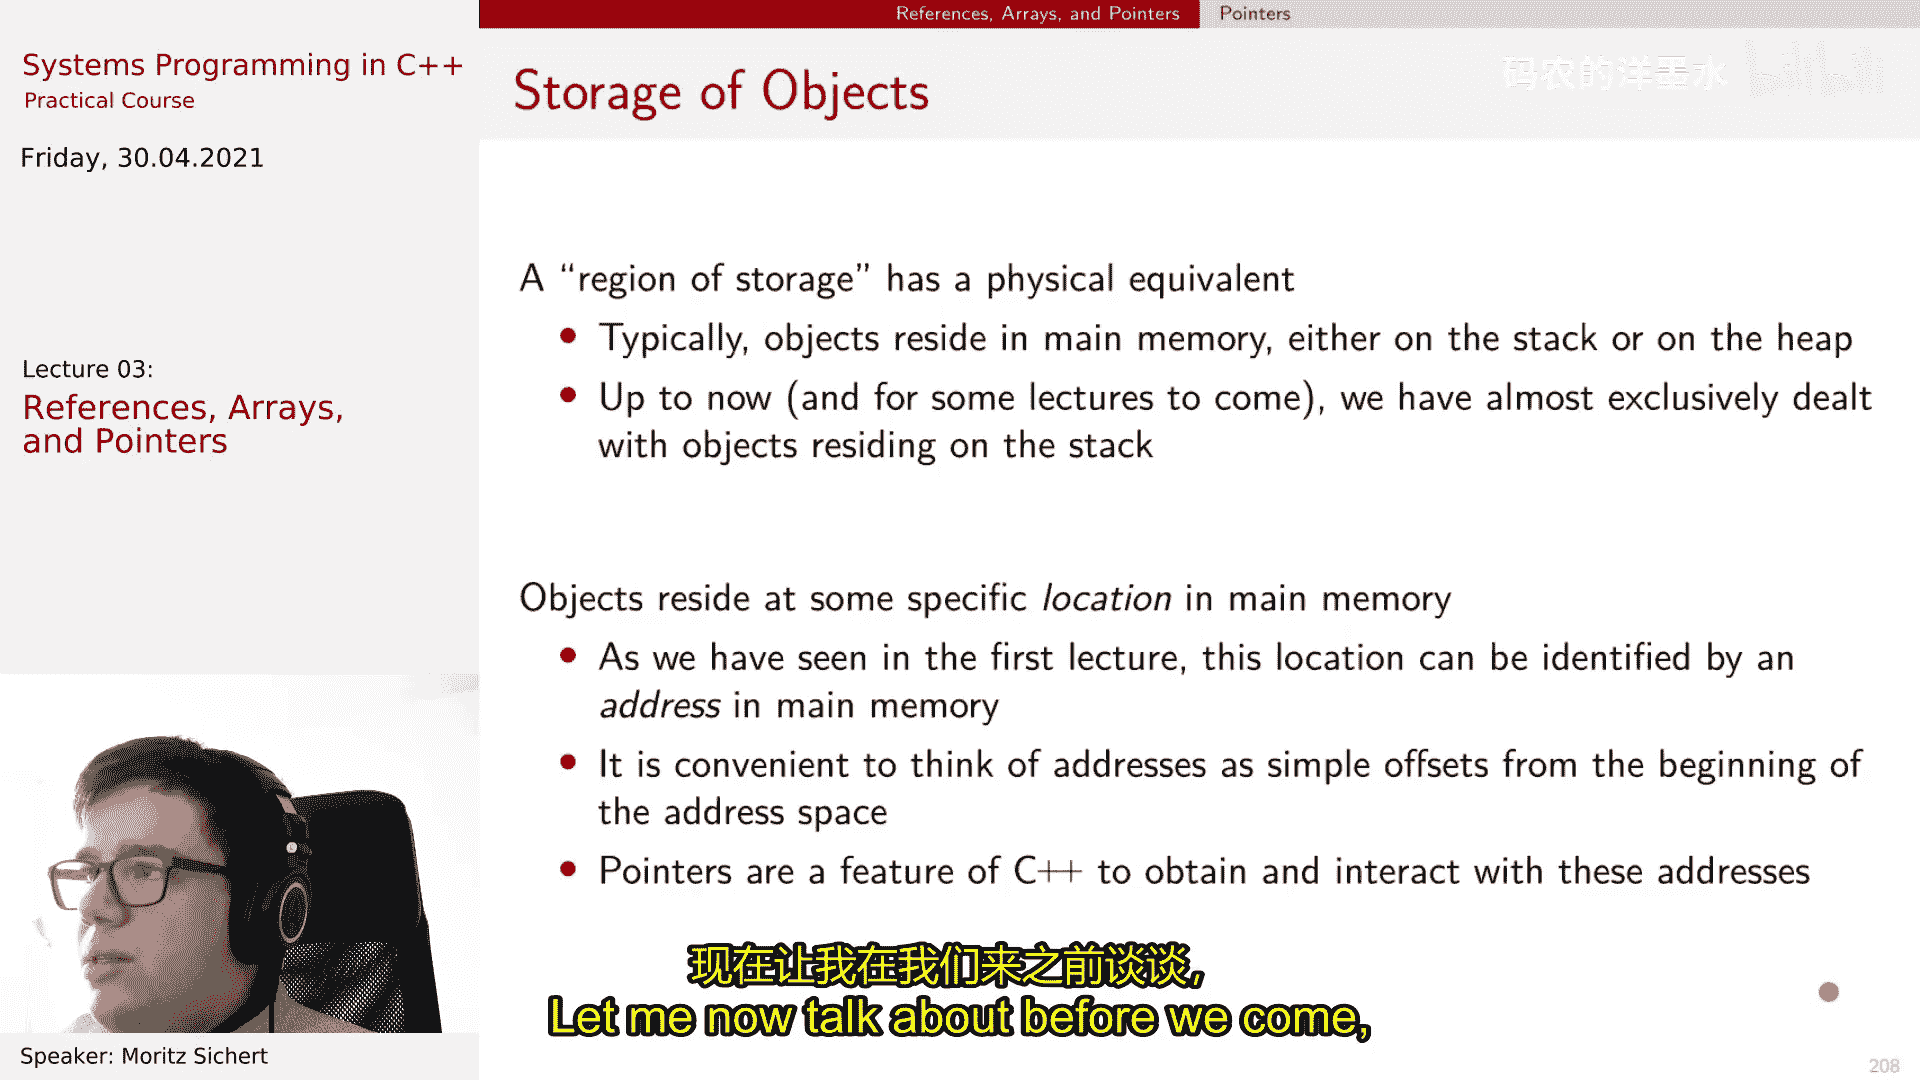 References, Arrays, and Pointers
Pointers
Systems Programming in C++
Practical Course
Friday, 30.04.2021
Lecture 03:
References, Arrays,
and Pointers
Speaker: Moritz Sichert
Storage of Objects
码农的洋墨水
bilibili
A “region of storage” has a physical equivalent
• Typically, objects reside in main memory, either on the stack or on the heap
• Up to now (and for some lectures to come), we have almost exclusively dealt
with objects residing on the stack
Objects reside at some specific location in main memory
• As we have seen in the first lecture, this location can be identified by an
address in main memory
• It is convenient to think of addresses as simple offsets from the beginning of
the address space
• Pointers are a feature of C++ to obtain and interact with these addresses
现在让我在我们来之前谈谈，
Let me now talk about before we come,
208